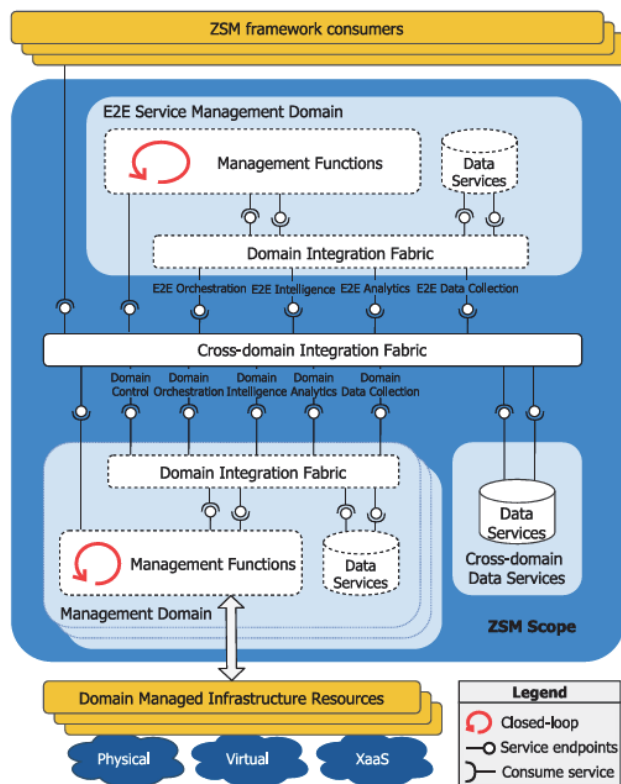 ZSM framework consumers
E2E Service Management Domain
Management Functions
Data
Services
Domain Integration Fabric
E2E Orchestration
E2E Intelligence
E2E Analytics
E2E Data Collection
Cross-domain Integration Fabric
Domain
Control
Domain
Orchestration
Domain
Intelligence
Domain
Analytics
Domain
Data Collection
Domain Integration Fabric
Management Functions
Data
Services
Management Domain
Data
Services
Cross-domain
Data Services
ZSM Scope
Domain Managed Infrastructure Resources
Physical
Virtual
XaaS
Legend
Closed-loop
Service endpoints
Consume service